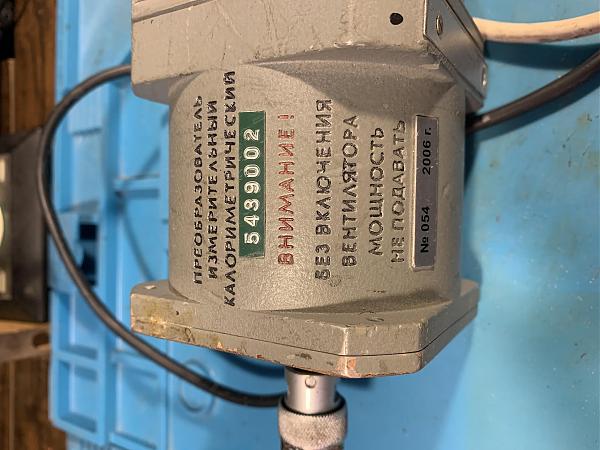 ПРЕОБРАЗОВАТЕЛЬ
ИЗМЕРИТЕЛЬНЫЙ
КАЛОРИМЕТРИЧЕСКИЙ
5439002
ВНИМАНИЕ!
БЕЗ ВКЛЮЧЕНИЯ
ВЕНТИЛЯТОРА
МОЩНОСТЬ
НЕ ПОДАВАТЬ
№ 054 2006 г.